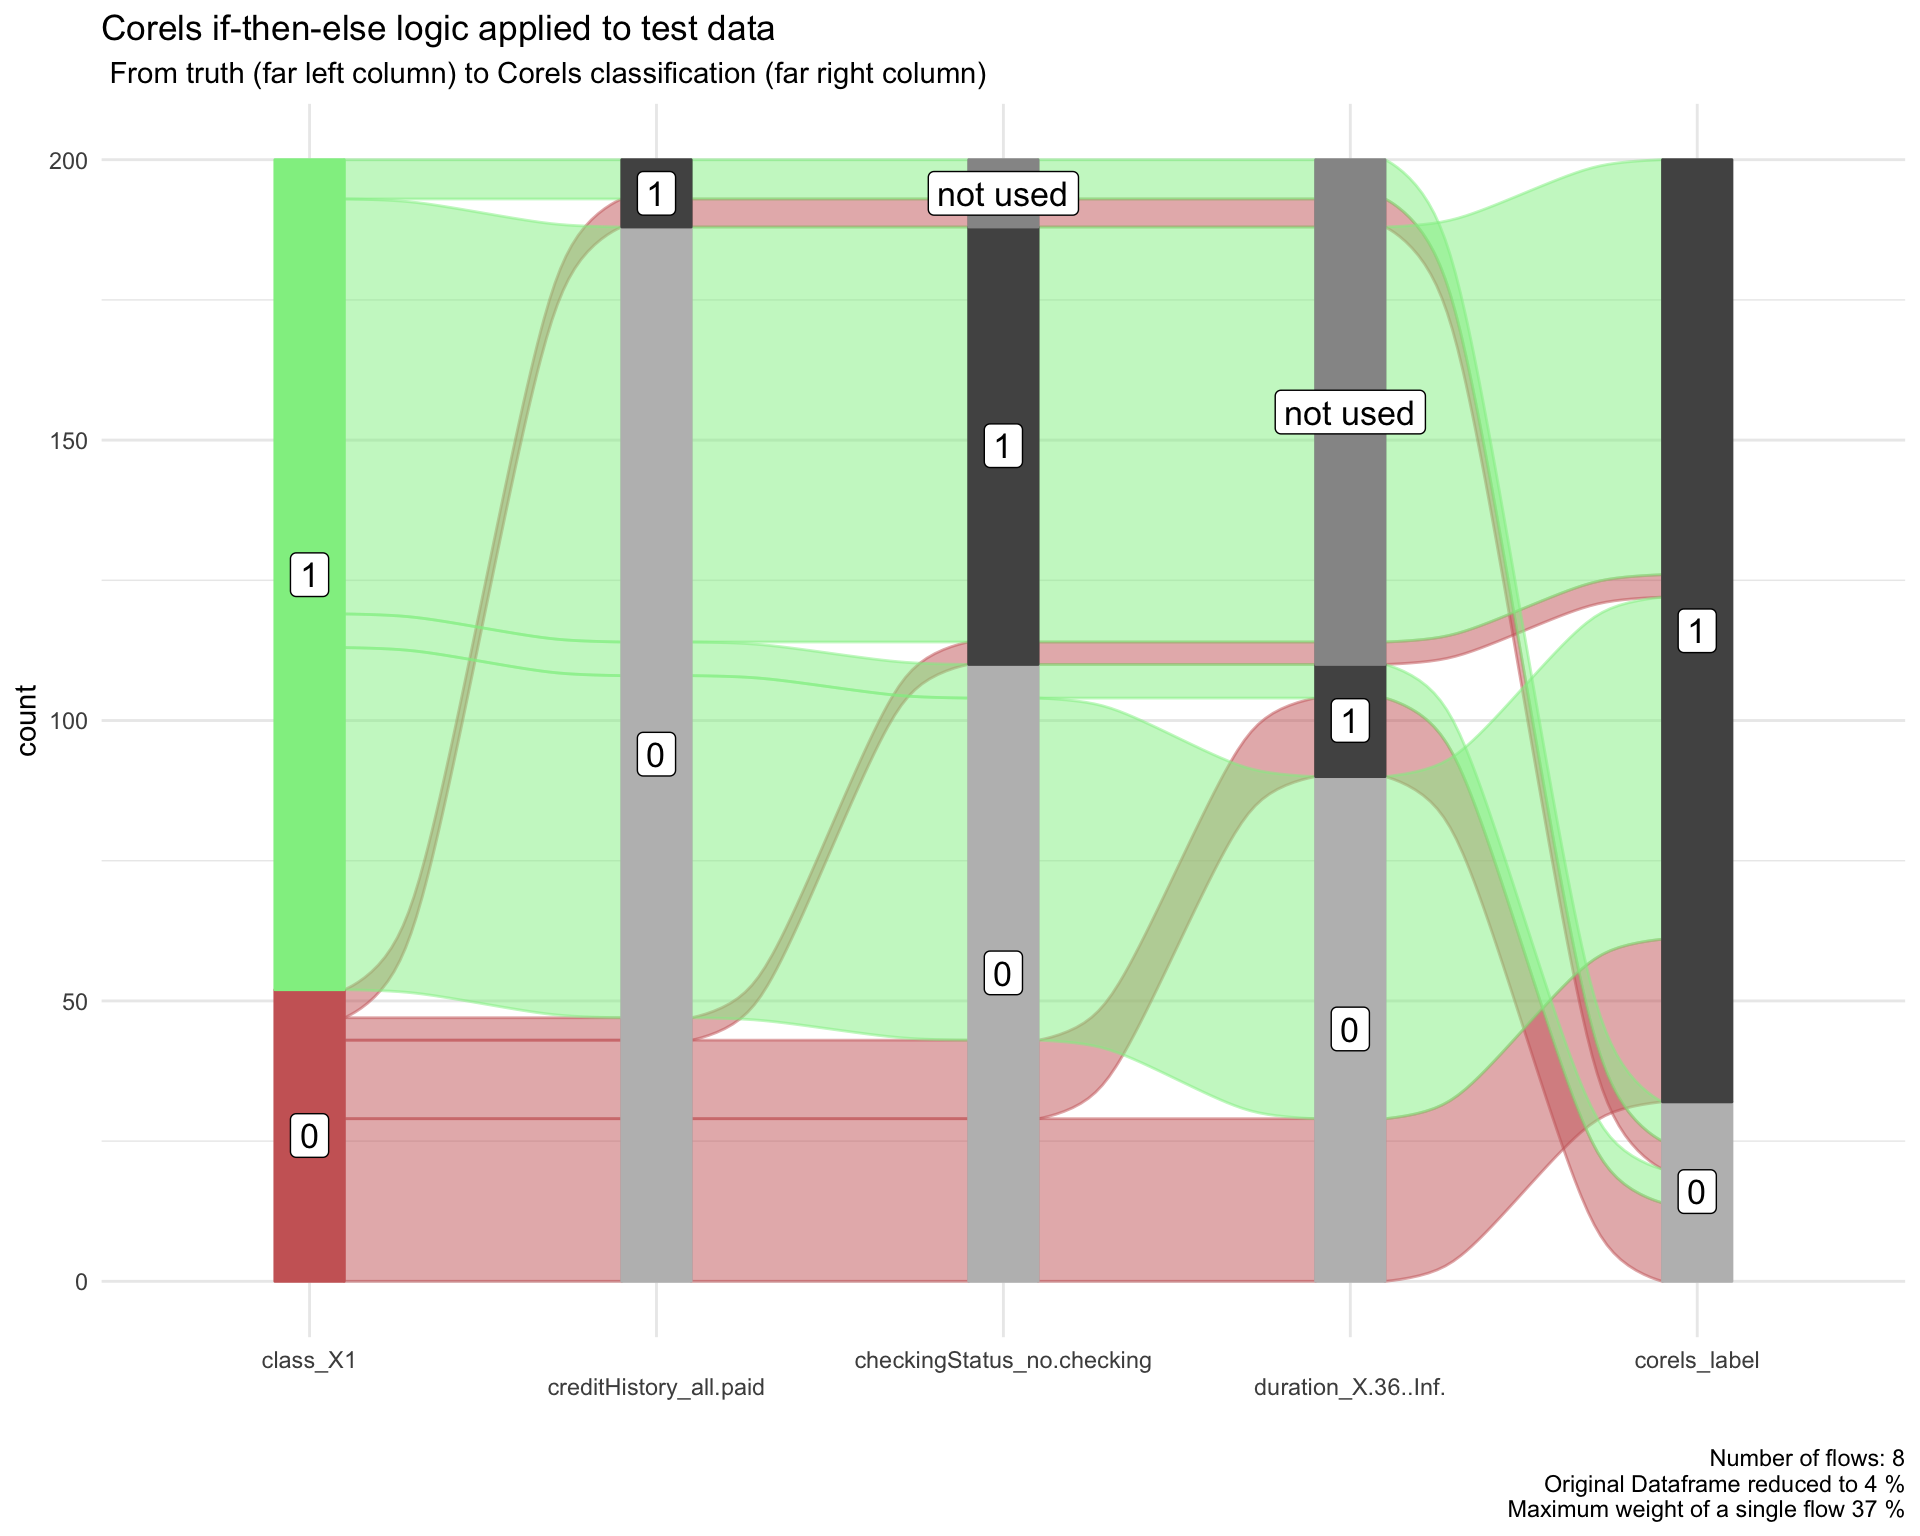 Corels if-then-else logic applied to test data
From truth (far left column) to Corels classification (far right column)
200
150
100
50
0
count
1
0
1
0
not used
1
0
not used
1
0
1
0
class_X1
creditHistory_all.paid
checkingStatus_no.checking
duration_X.36..Inf.
corels_label
Number of flows: 8
Original Dataframe reduced to 4 %
Maximum weight of a single flow 37 %